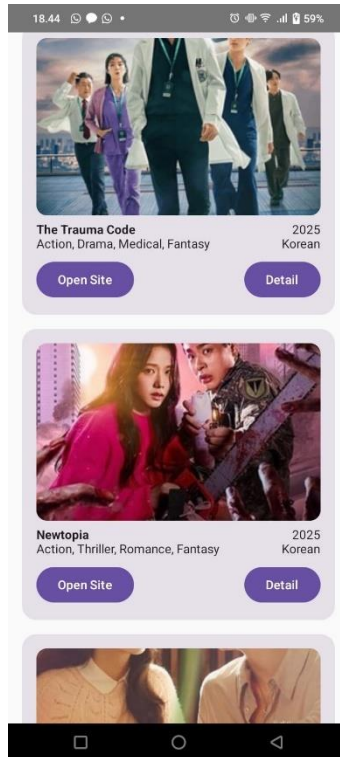 18.44 59%
The Trauma Code 2025
Action, Drama, Medical, Fantasy Korean
Open Site Detail
Newtopia 2025
Action, Thriller, Romance, Fantasy Korean
Open Site Detail